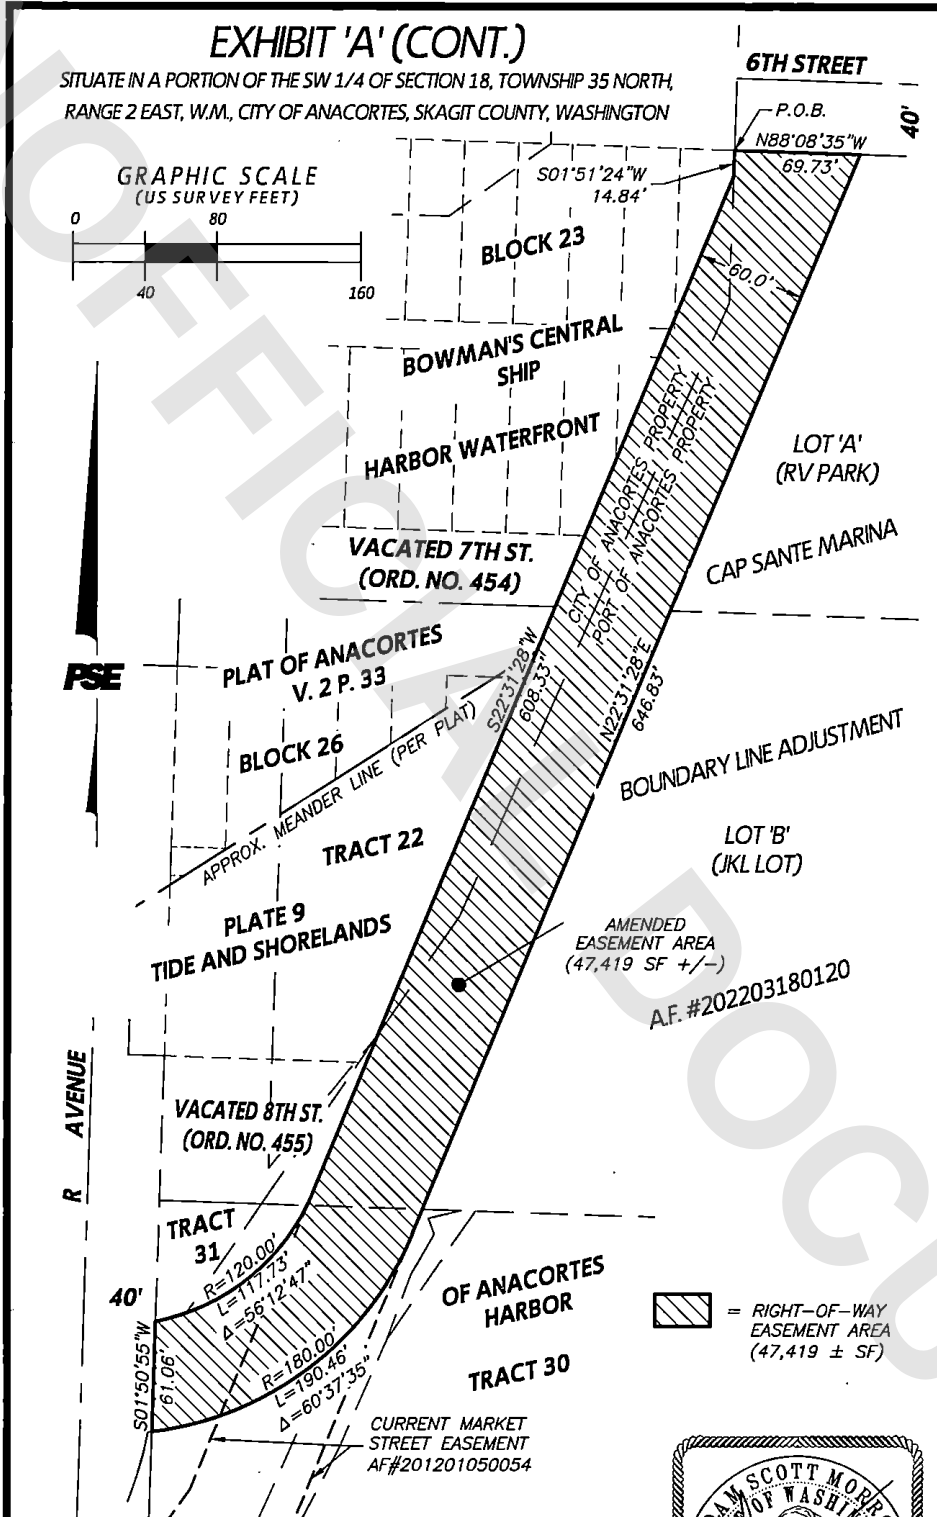 EXHIBIT 'A' (CONT.)
SITUATE IN A PORTION OF THE SW 1/4 OF SECTION 18, TOWNSHIP 35 NORTH,
RANGE 2 EAST, W.M., CITY OF ANACORTES, SKAGIT COUNTY, WASHINGTON
6TH STREET
40'
P.O.B.
N88°08'35"W
69.73'
S01°51'24"W
14.84'
GRAPHIC SCALE
(US SURVEY FEET)
0
80
40
160
BLOCK 23
60.0'
BOWMAN'S CENTRAL
SHIP
HARBOR WATERFRONT
CITY OF ANACORTES PROPERTY
PORT OF ANACORTES PROPERTY
LOT 'A'
(RV PARK)
CAP SANTE MARINA
VACATED 7TH ST.
(ORD. NO. 454)
PLAT OF ANACORTES
V. 2 P. 33
PSE
S22°31'28"W
608.33'
N22°31'28"E
646.83'
BLOCK 26
APPROX. MEANDER LINE (PER PLAT)
BOUNDARY LINE ADJUSTMENT
TRACT 22
LOT 'B'
(JKL LOT)
PLATE 9
TIDE AND SHORELANDS
AMENDED
EASEMENT AREA
(47,419 SF +/-)
A.F. #202203180120
R AVENUE
VACATED 8TH ST.
(ORD. NO. 455)
TRACT
31
R=120.00'
L=117.73'
Δ=56°12'47"
40'
OF ANACORTES
HARBOR
TRACT 30
S01°50'55"W
61.06'
R=180.00'
L=190.46'
Δ=60°37'35"
= RIGHT-OF-WAY
EASEMENT AREA
(47,419 ± SF)
CURRENT MARKET
STREET EASEMENT
AF#201201050054
SCOTT
OF WASHIN
UNOFFICIAL DOCU